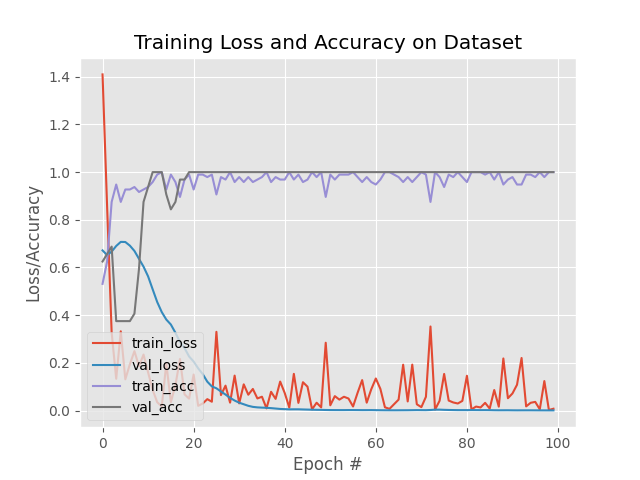 Training Loss and Accuracy on Dataset
Loss/Accuracy
1.4
1.2
1.0
0.8
0.6
0.4
0.2
0.0
train_loss
val_loss
train_acc
val_acc
0 20 40 60 80 100
Epoch #